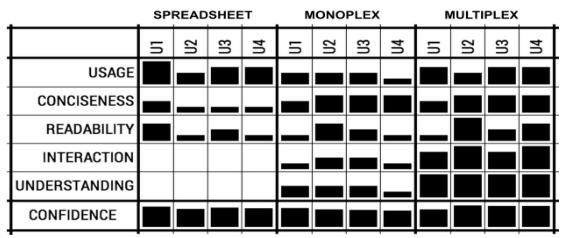 SPREADSHEET MONOPLEX MULTIPLEX
U1 U2 U3 U4 U1 U2 U3 U4 U1 U2 U3 U4
USAGE
CONCISENESS
READABILITY
INTERACTION
UNDERSTANDING
CONFIDENCE